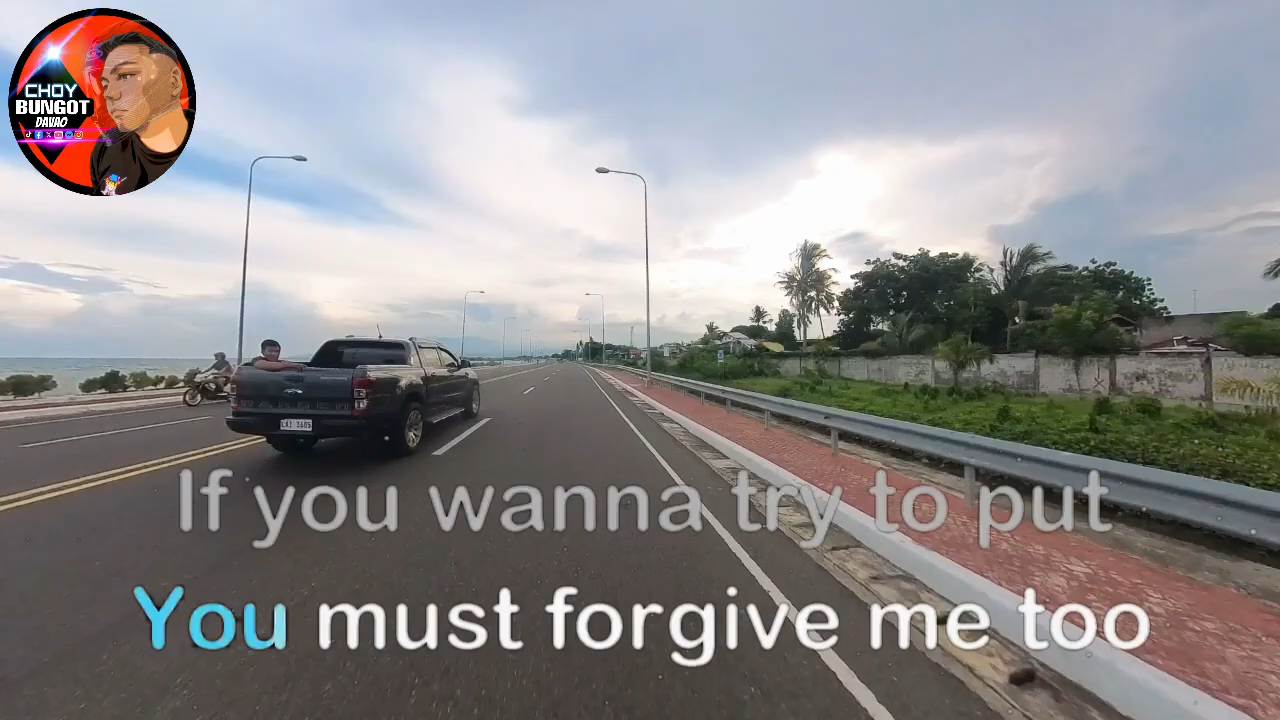 CHOY
BUNGOT
DAVAO
If you wanna try to put
You must forgive me too